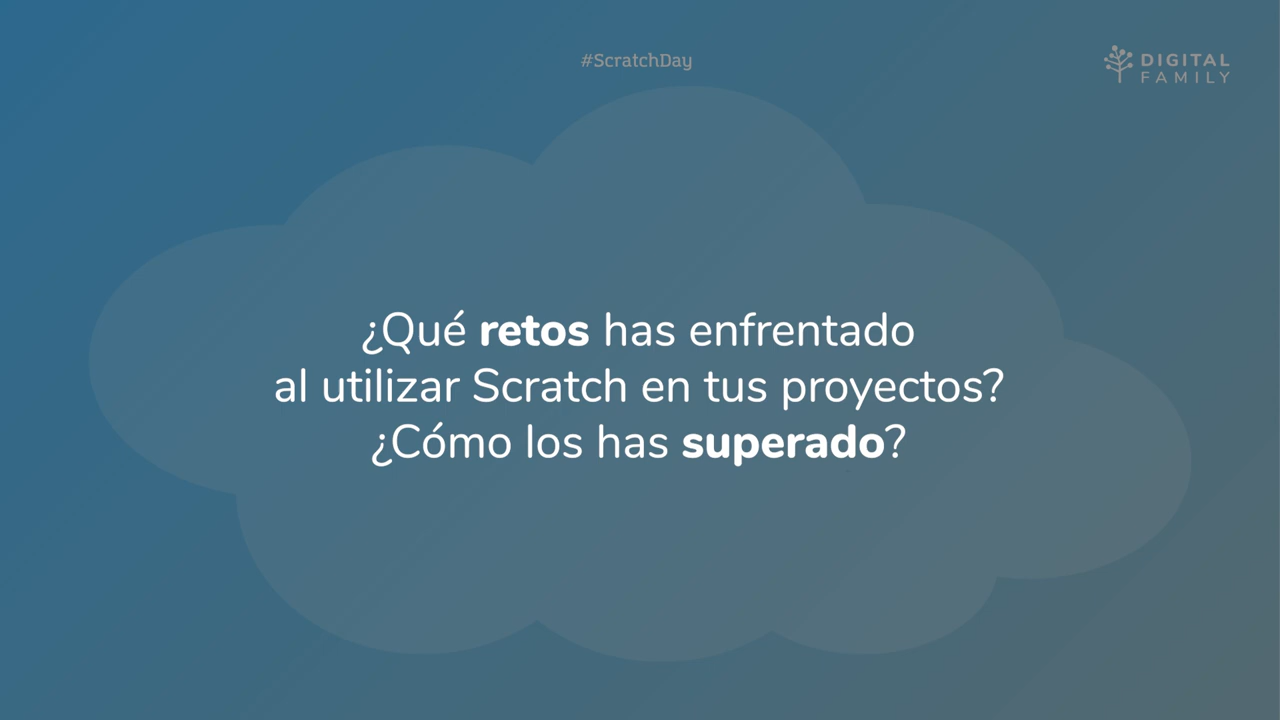 #ScratchDay
DIGITAL
FAMILY
¿Qué retos has enfrentado
al utilizar Scratch en tus proyectos?
¿Cómo los has superado?